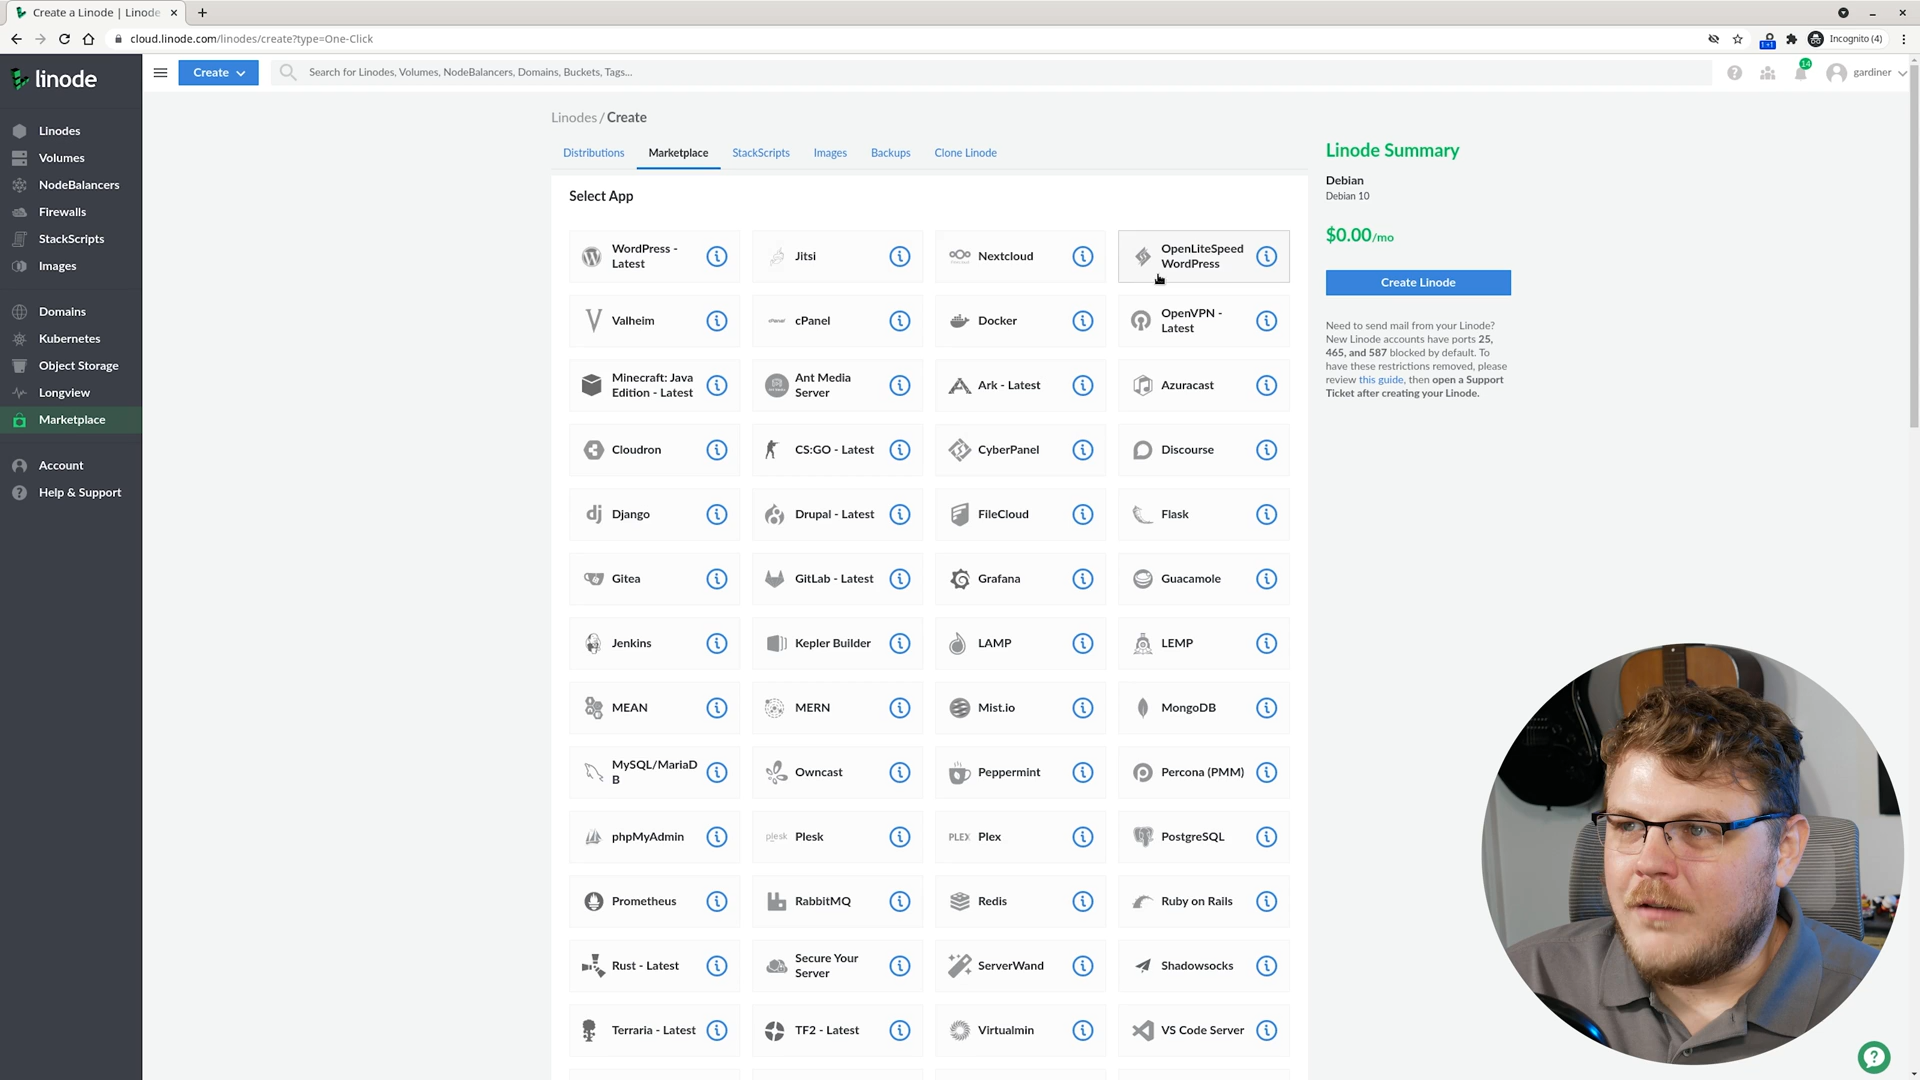 Create a Linode | Linode
cloud.linode.com/linodes/create?type=One-Click
Incognito (4)
linode
Create
Search for Linodes, Volumes, NodeBalancers, Domains, Buckets, Tags...
14
gardiner
Linodes
Volumes
NodeBalancers
Firewalls
StackScripts
Images
Domains
Kubernetes
Object Storage
Longview
Marketplace
Account
Help & Support
Linodes / Create
Distributions Marketplace StackScripts Images Backups Clone Linode
Select App
WordPress -
Latest
Jitsi
Nextcloud
OpenLiteSpeed
WordPress
Valheim
cPanel
Docker
OpenVPN -
Latest
Minecraft: Java
Edition - Latest
Ant Media
Server
Ark - Latest
Azuracast
Cloudron
CS:GO - Latest
CyberPanel
Discourse
dj Django
Drupal - Latest
FileCloud
Flask
Gitea
GitLab - Latest
Grafana
Guacamole
Jenkins
Kepler Builder
LAMP
LEMP
MEAN
MERN
Mist.io
MongoDB
MySQL/MariaD
B
Owncast
Peppermint
Percona (PMM)
phpMyAdmin
plesk Plesk
PLEX Plex
PostgreSQL
Prometheus
RabbitMQ
Redis
Ruby on Rails
Rust - Latest
Secure Your
Server
ServerWand
Shadowsocks
Terraria - Latest
TF2 - Latest
Virtualmin
VS Code Server
Linode Summary
Debian
Debian 10
$0.00/mo
Create Linode
Need to send mail from your Linode?
New Linode accounts have ports 25,
465, and 587 blocked by default. To
have these restrictions removed, please
review this guide, then open a Support
Ticket after creating your Linode.